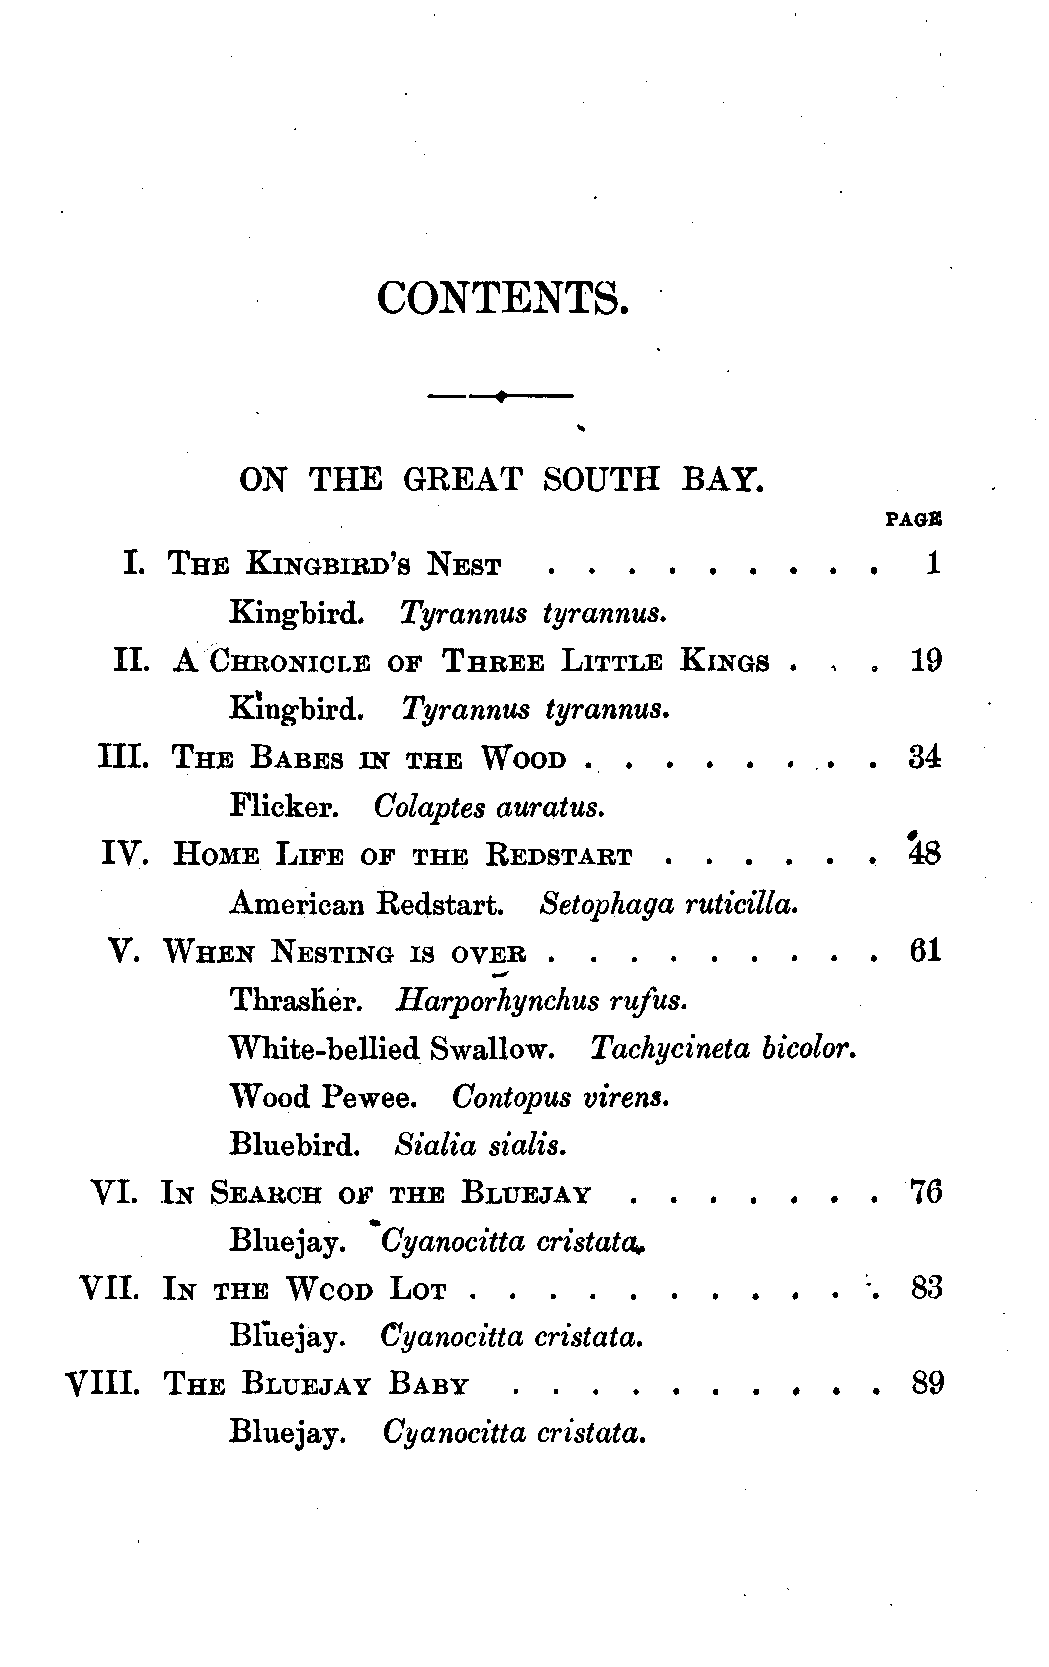 CONTENTS.
ON THE GREAT SOUTH BAY.
PAGE
I. THE KINGBIRD'S NEST . . . . . . . . . 1
Kingbird. Tyrannus tyrannus.
II. A CHRONICLE OF THREE LITTLE KINGS . . . 19
Kingbird. Tyrannus tyrannus.
III. THE BABES IN THE WOOD . . . . . . . . 34
Flicker. Colaptes auratus.
IV. HOME LIFE OF THE REDSTART . . . . . . 48
American Redstart. Setophaga ruticilla.
V. WHEN NESTING IS OVER . . . . . . . . . 61
Thrasher. Harporhynchus rufus.
White-bellied Swallow. Tachycineta bicolor.
Wood Pewee. Contopus virens.
Bluebird. Sialia sialis.
VI. IN SEARCH OF THE BLUEJAY . . . . . . . 76
Bluejay. Cyanocitta cristata.
VII. IN THE WOOD LOT . . . . . . . . . . . 83
Bluejay. Cyanocitta cristata.
VIII. THE BLUEJAY BABY . . . . . . . . . . 89
Bluejay. Cyanocitta cristata.